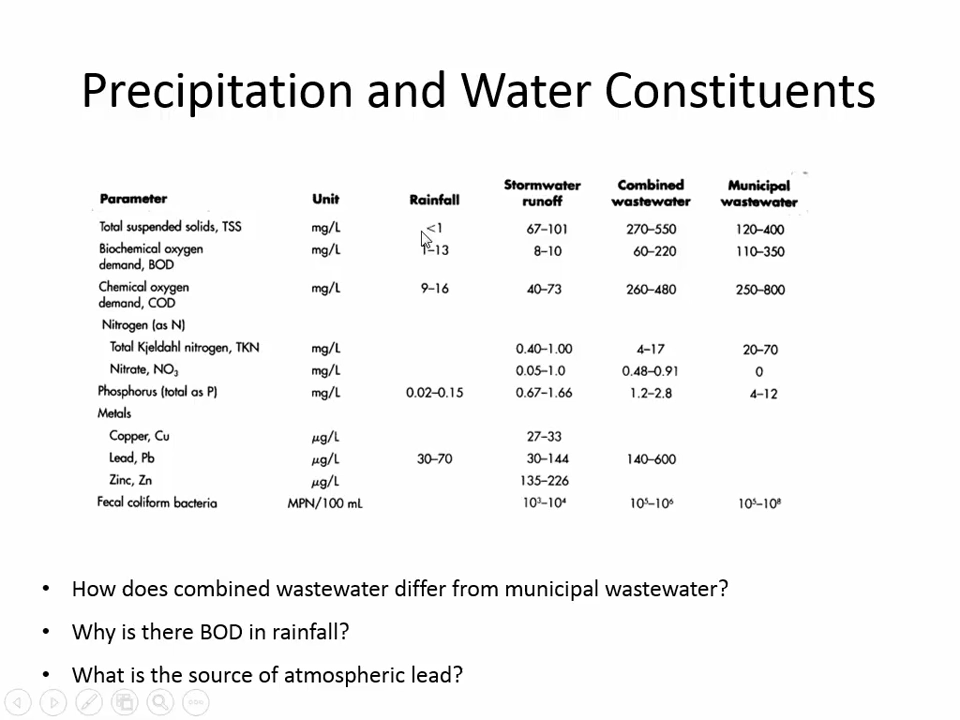 Precipitation and Water Constituents
Parameter Unit Rainfall Stormwater runoff Combined wastewater Municipal wastewater
Total suspended solids, TSS mg/L <1 67–101 270–550 120–400
Biochemical oxygen demand, BOD mg/L 1–13 8–10 60–220 110–350
Chemical oxygen demand, COD mg/L 9–16 40–73 260–480 250–800
Nitrogen (as N)
Total Kjeldahl nitrogen, TKN mg/L 0.40–1.00 4–17 20–70
Nitrate, NO₃ mg/L 0.05–1.0 0.48–0.91 0
Phosphorus (total as P) mg/L 0.02–0.15 0.67–1.66 1.2–2.8 4–12
Metals
Copper, Cu μg/L 27–33
Lead, Pb μg/L 30–70 30–144 140–600
Zinc, Zn μg/L 135–226
Fecal coliform bacteria MPN/100 mL 10³–10⁴ 10⁵–10⁶ 10⁵–10⁸
• How does combined wastewater differ from municipal wastewater?
• Why is there BOD in rainfall?
• What is the source of atmospheric lead?